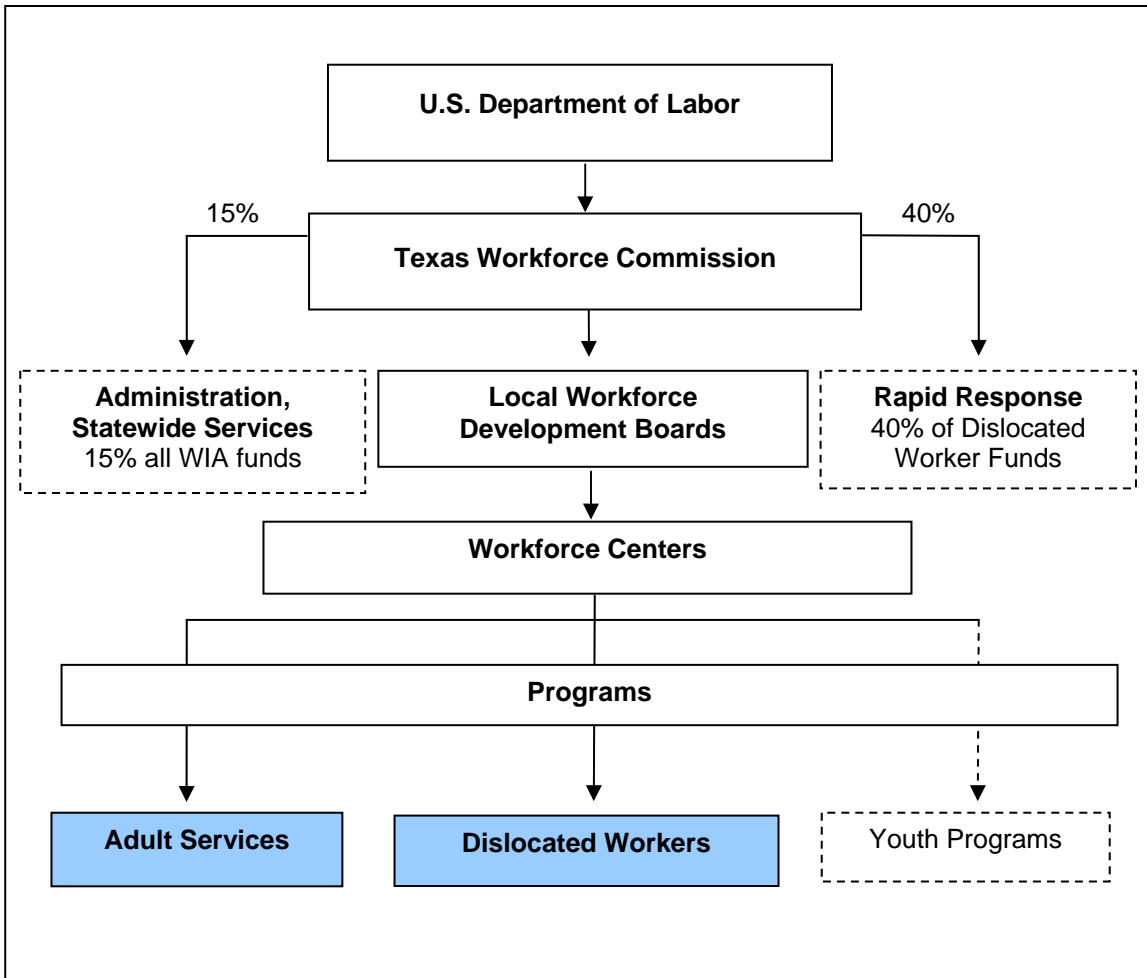 U.S. Department of Labor
15%
40%
Texas Workforce Commission
Administration,
Statewide Services
15% all WIA funds
Local Workforce
Development Boards
Rapid Response
40% of Dislocated
Worker Funds
Workforce Centers
Programs
Adult Services
Dislocated Workers
Youth Programs